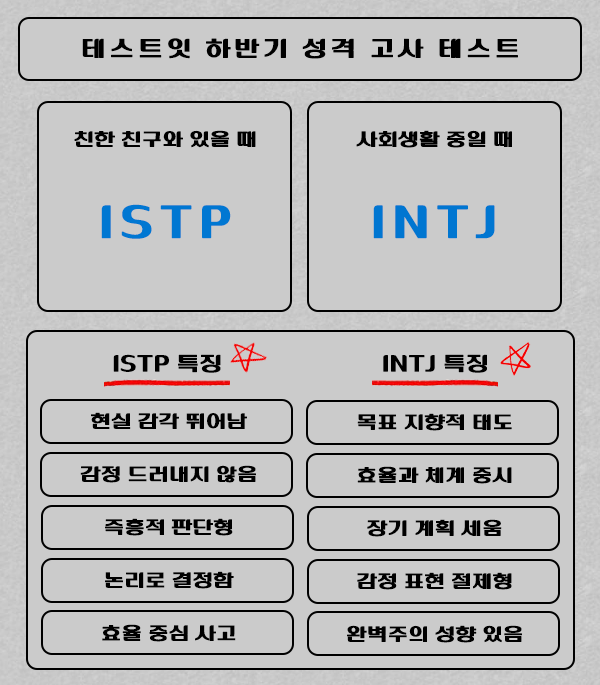 테스트잇 하반기 성격 고사 테스트
친한 친구와 있을 때
사회생활 중일 때
ISTP
INTJ
ISTP 특징
INTJ 특징
현실 감각 뛰어남
목표 지향적 태도
감정 드러내지 않음
효율과 체계 중시
즉흥적 판단형
장기 계획 세움
논리로 결정함
감정 표현 절제형
효율 중심 사고
완벽주의 성향 있음